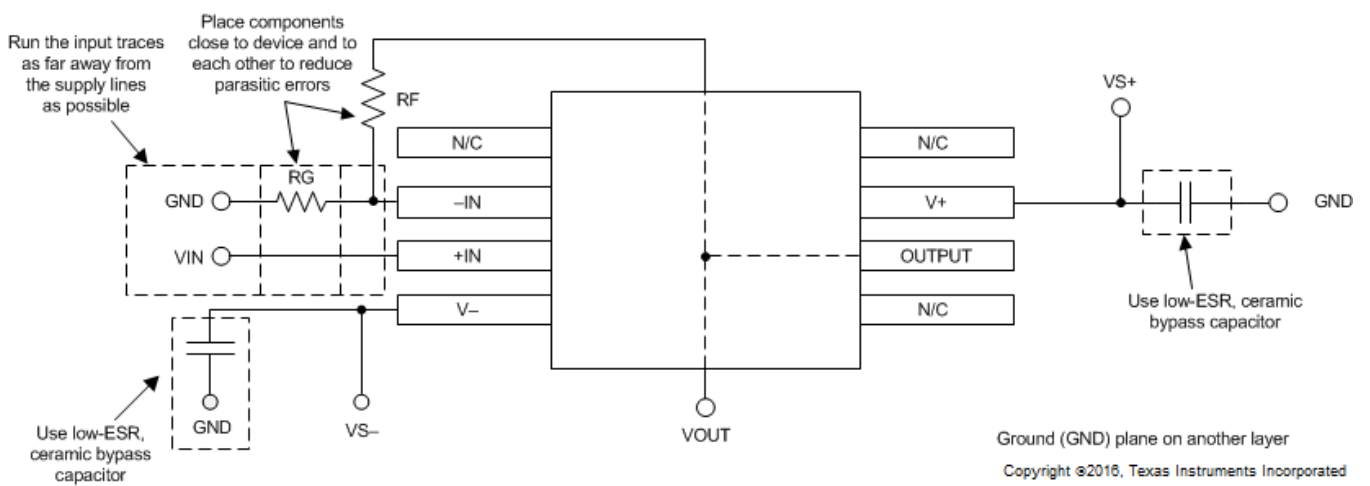 Place components
close to device and to
each other to reduce
parasitic errors
Run the input traces
as far away from
the supply lines
as possible
RF
VS+
N/C
N/C
RG
GND
–IN
V+
GND
VIN
+IN
OUTPUT
V–
N/C
Use low-ESR, ceramic
bypass capacitor
GND
VS–
VOUT
Use low-ESR,
ceramic bypass
capacitor
Ground (GND) plane on another layer
Copyright ©2016, Texas Instruments Incorporated